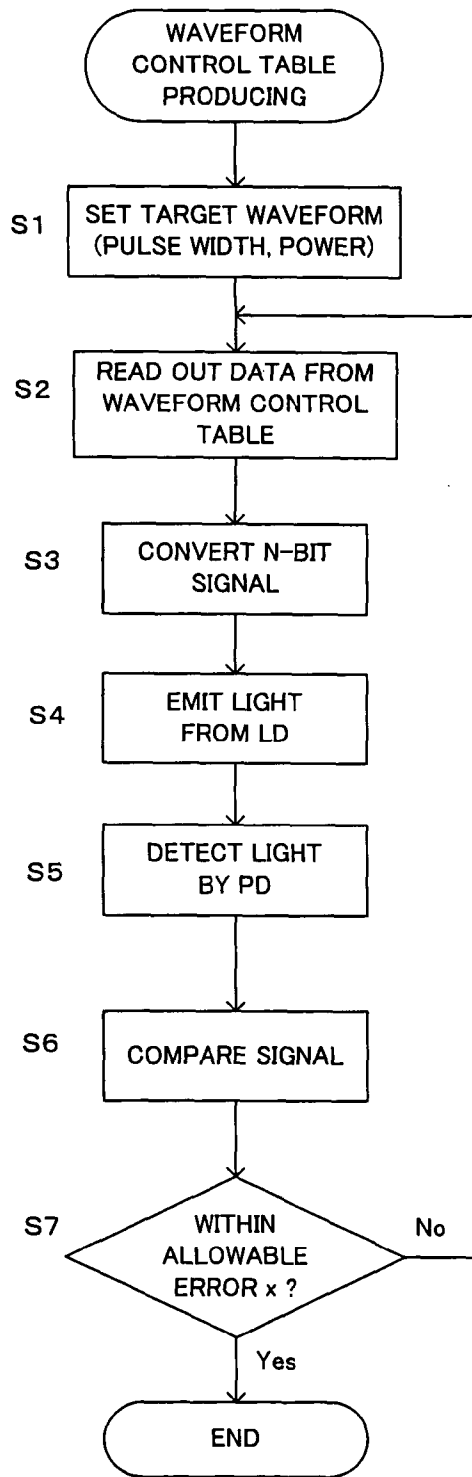 WAVEFORM
CONTROL TABLE
PRODUCING
S1
SET TARGET WAVEFORM
(PULSE WIDTH, POWER)
S2
READ OUT DATA FROM
WAVEFORM CONTROL
TABLE
S3
CONVERT N-BIT
SIGNAL
S4
EMIT LIGHT
FROM LD
S5
DETECT LIGHT
BY PD
S6
COMPARE SIGNAL
S7
WITHIN
ALLOWABLE
ERROR x ?
No
Yes
END